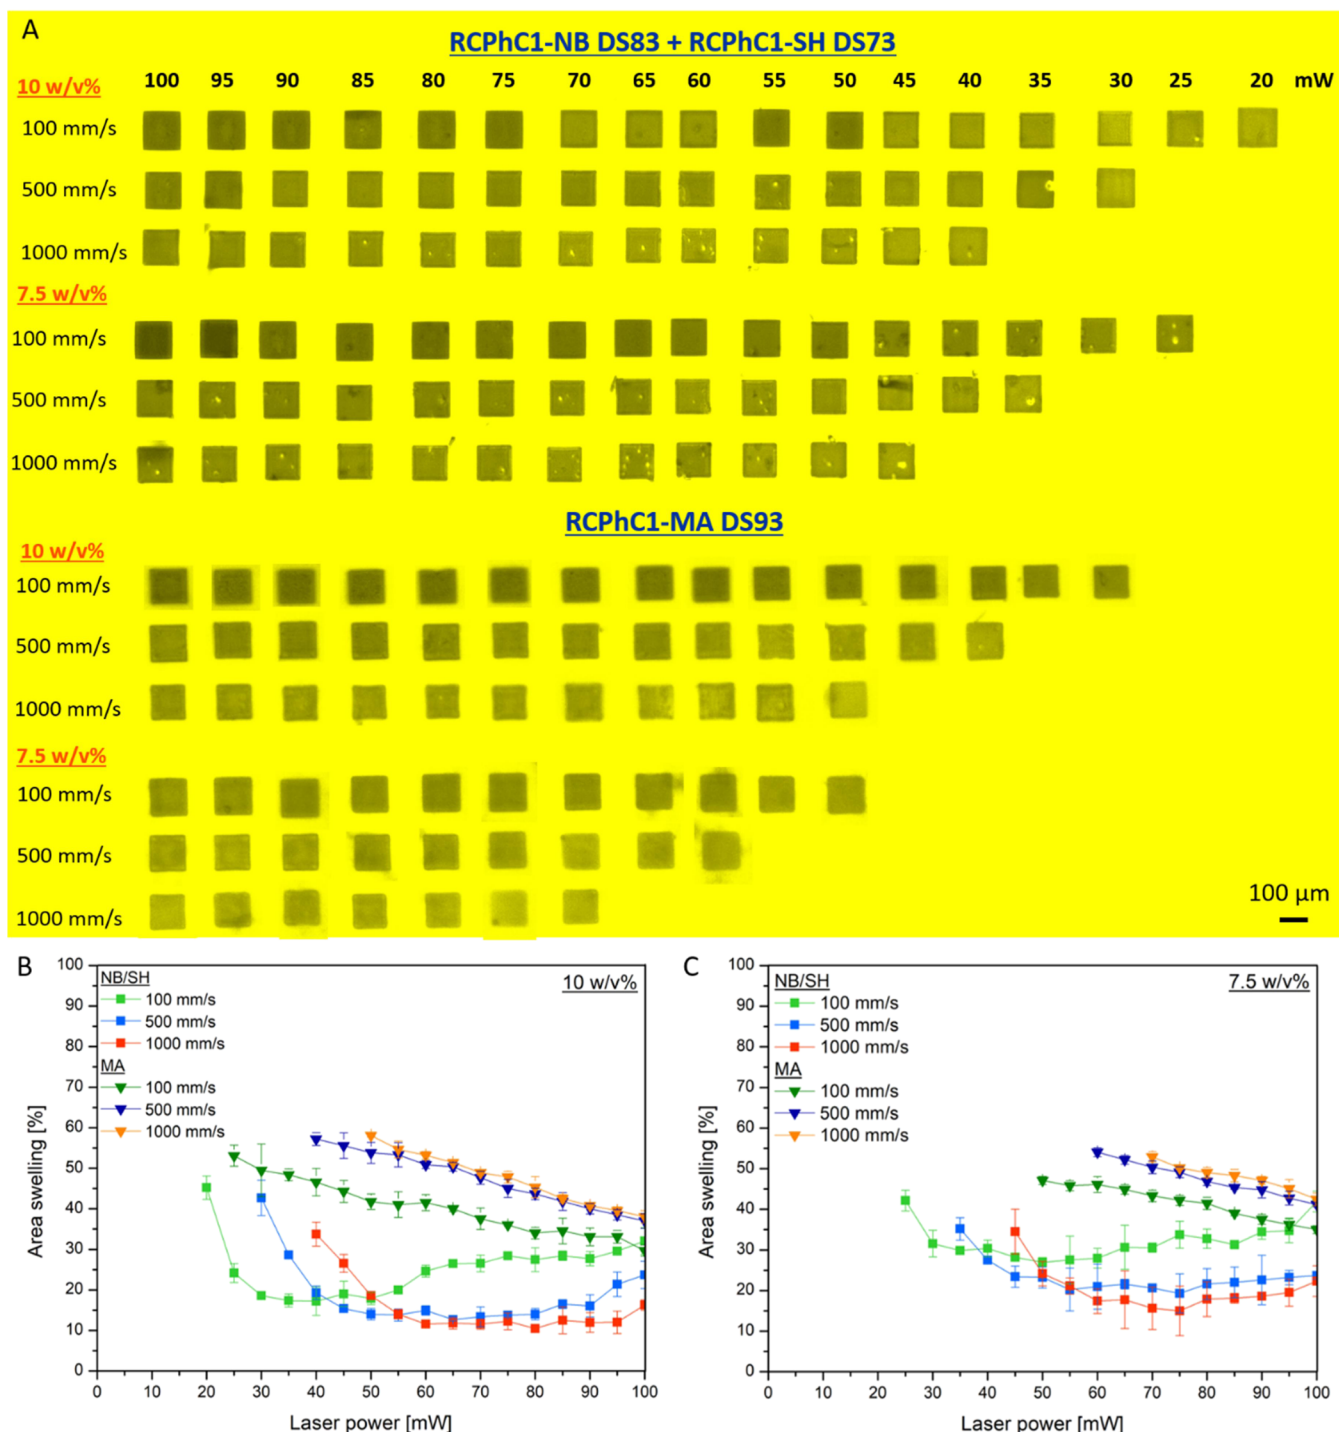 A
RCPhC1-NB DS83 + RCPhC1-SH DS73
10 w/v% 100 95 90 85 80 75 70 65 60 55 50 45 40 35 30 25 20 mW
100 mm/s
500 mm/s
1000 mm/s
7.5 w/v%
100 mm/s
500 mm/s
1000 mm/s
RCPhC1-MA DS93
10 w/v%
100 mm/s
500 mm/s
1000 mm/s
7.5 w/v%
100 mm/s
500 mm/s
1000 mm/s
100 µm
B
10 w/v%
NB/SH
100 mm/s
500 mm/s
1000 mm/s
MA
100 mm/s
500 mm/s
1000 mm/s
Area swelling [%]
100
90
80
70
60
50
40
30
20
10
0
0 10 20 30 40 50 60 70 80 90 100
Laser power [mW]
C
7.5 w/v%
NB/SH
100 mm/s
500 mm/s
1000 mm/s
MA
100 mm/s
500 mm/s
1000 mm/s
Area swelling [%]
100
90
80
70
60
50
40
30
20
10
0
0 10 20 30 40 50 60 70 80 90 100
Laser power [mW]